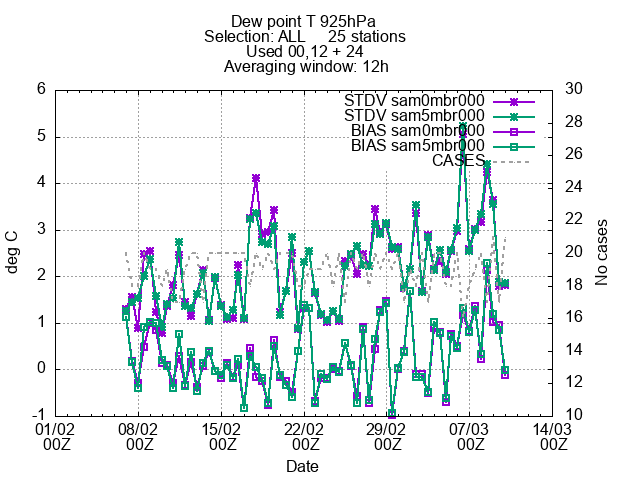 Dew point T 925hPa
Selection: ALL     25 stations
Used 00,12 + 24
Averaging window: 12h
STDV sam0mbr000
STDV sam5mbr000
BIAS sam0mbr000
BIAS sam5mbr000
CASES
deg C
6
5
4
3
2
1
0
-1
No cases
30
28
26
24
22
20
18
16
14
12
10
01/02 08/02 15/02 22/02 29/02 07/03 14/03
00Z 00Z 00Z 00Z 00Z 00Z 00Z
Date